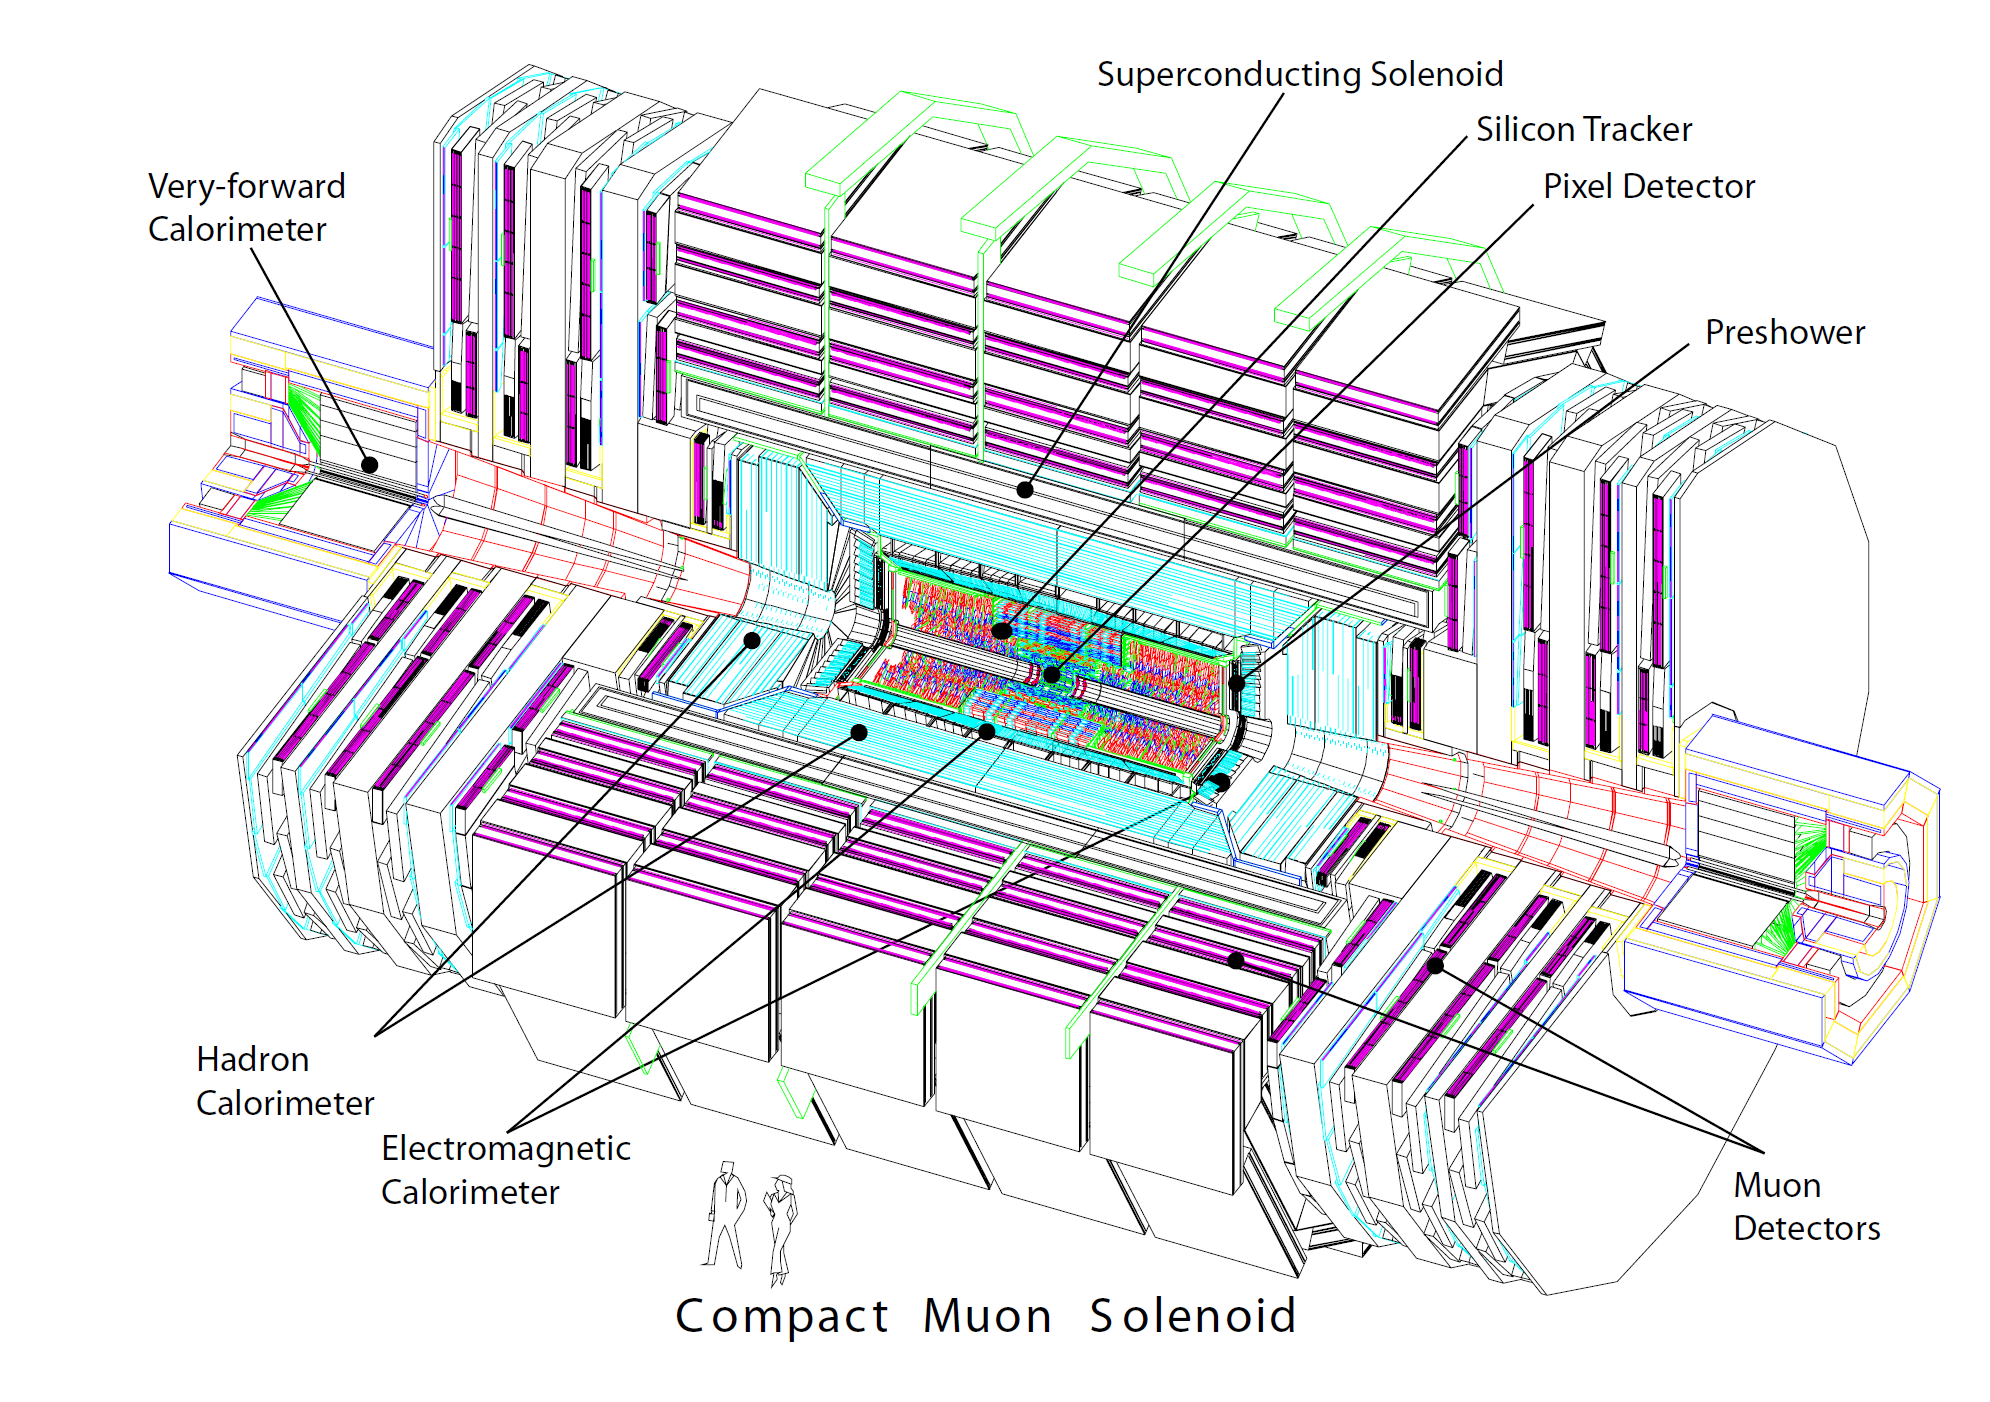 Superconducting Solenoid
Silicon Tracker
Pixel Detector
Very-forward
Calorimeter
Preshower
Hadron
Calorimeter
Electromagnetic
Calorimeter
Muon
Detectors
Compact Muon Solenoid